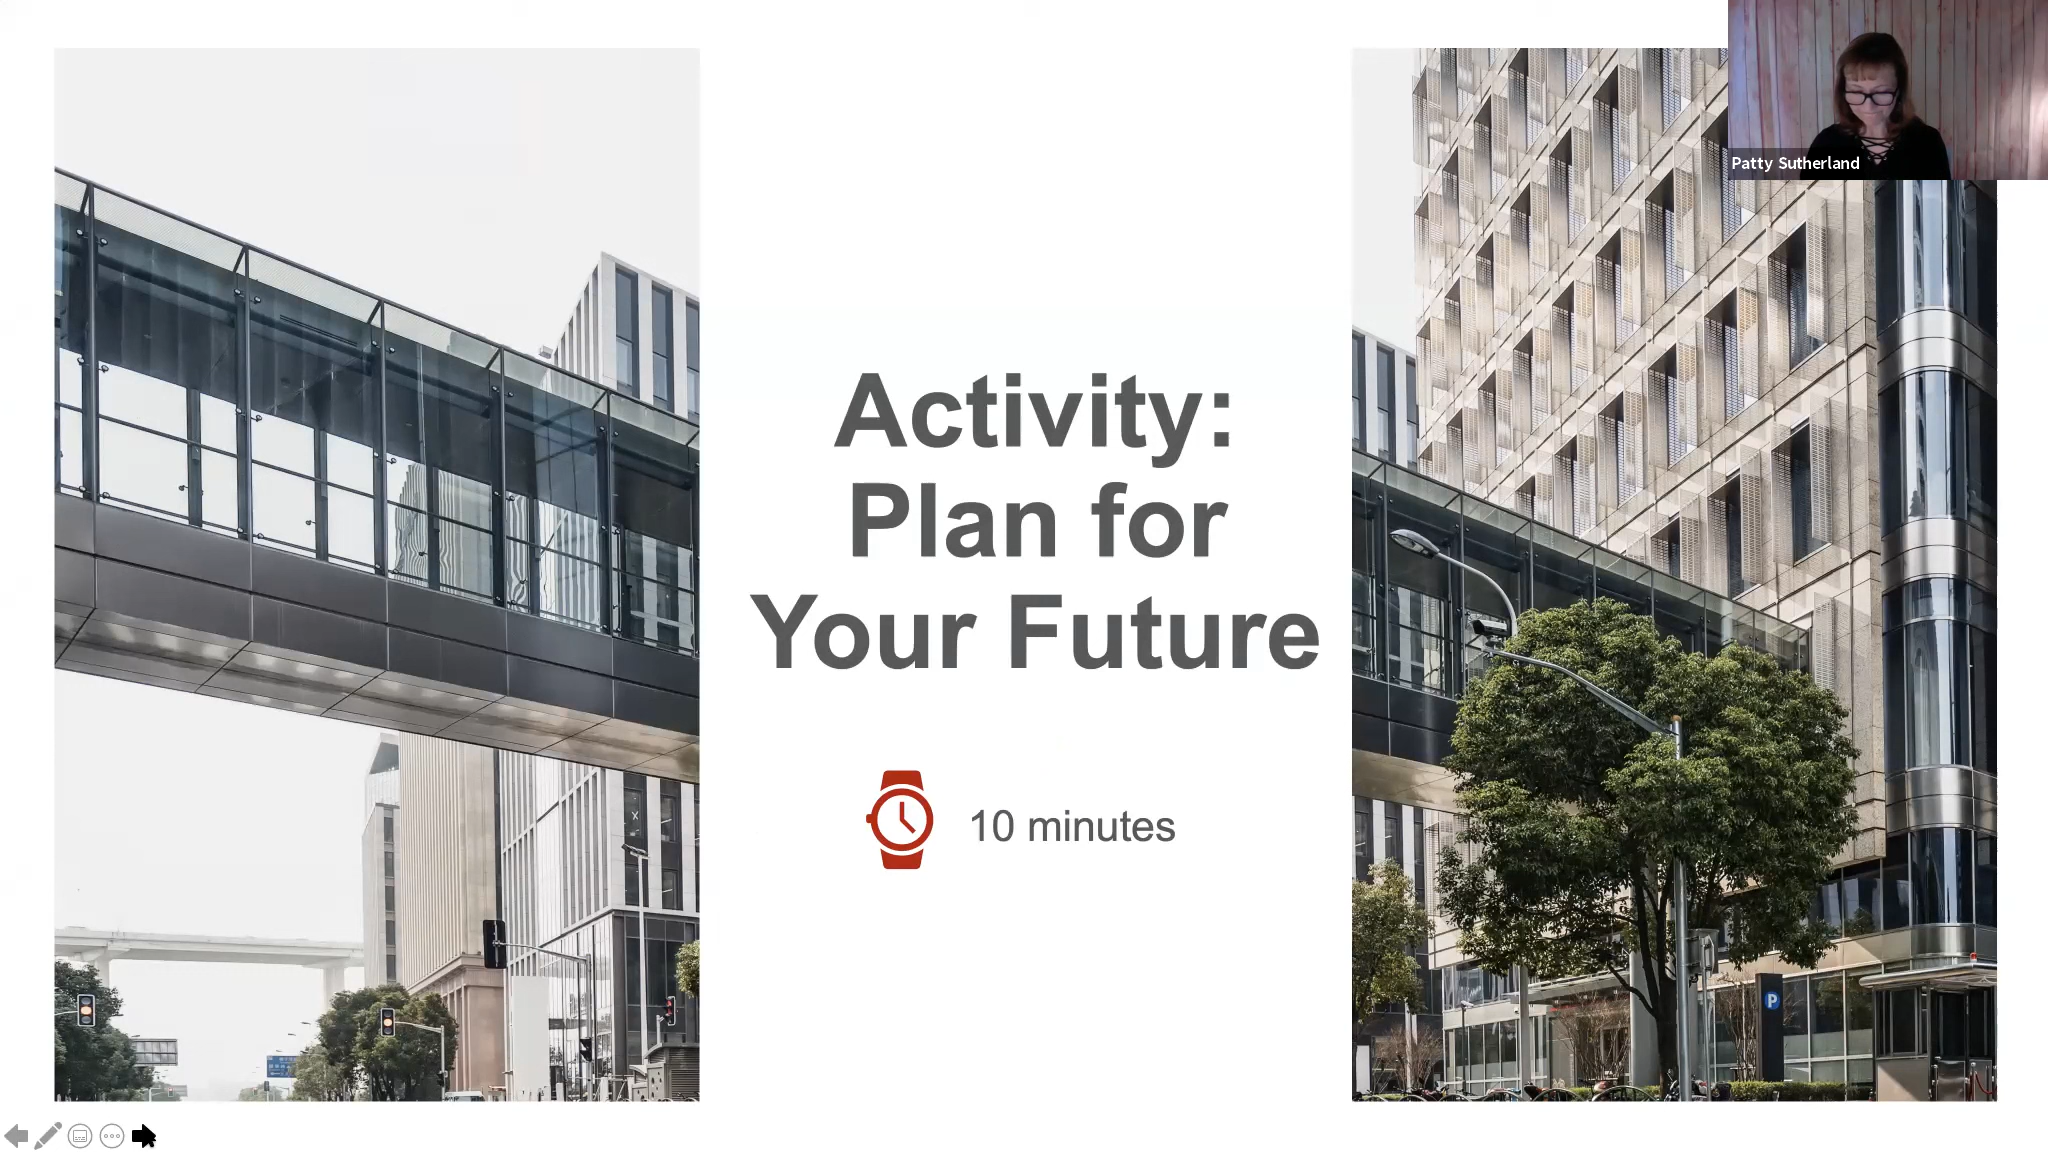 Patty Sutherland
Activity:
Plan for
Your Future
10 minutes
P